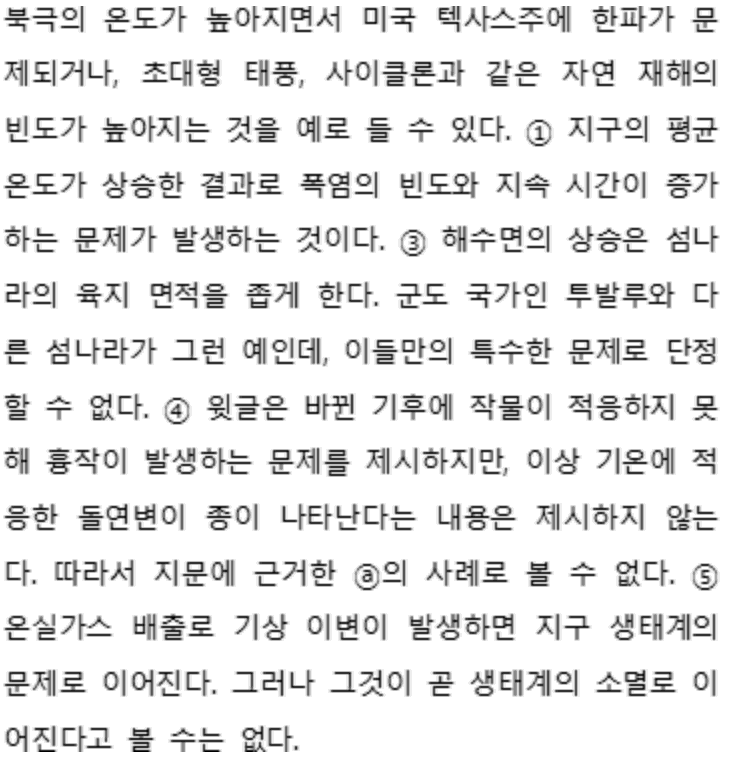 북극의 온도가 높아지면서 미국 텍사스주에 한파가 문
제되거나, 초대형 태풍, 사이클론과 같은 자연 재해의
빈도가 높아지는 것을 예로 들 수 있다. ① 지구의 평균
온도가 상승한 결과로 폭염의 빈도와 지속 시간이 증가
하는 문제가 발생하는 것이다. ③ 해수면의 상승은 섬나
라의 육지 면적을 좁게 한다. 군도 국가인 투발루와 다
른 섬나라가 그런 예인데, 이들만의 특수한 문제로 단정
할 수 없다. ④ 윗글은 바뀐 기후에 작물이 적응하지 못
해 흉작이 발생하는 문제를 제시하지만, 이상 기온에 적
응한 돌연변이 종이 나타난다는 내용은 제시하지 않는
다. 따라서 지문에 근거한 ⓐ의 사례로 볼 수 없다. ⑤
온실가스 배출로 기상 이변이 발생하면 지구 생태계의
문제로 이어진다. 그러나 그것이 곧 생태계의 소멸로 이
어진다고 볼 수는 없다.